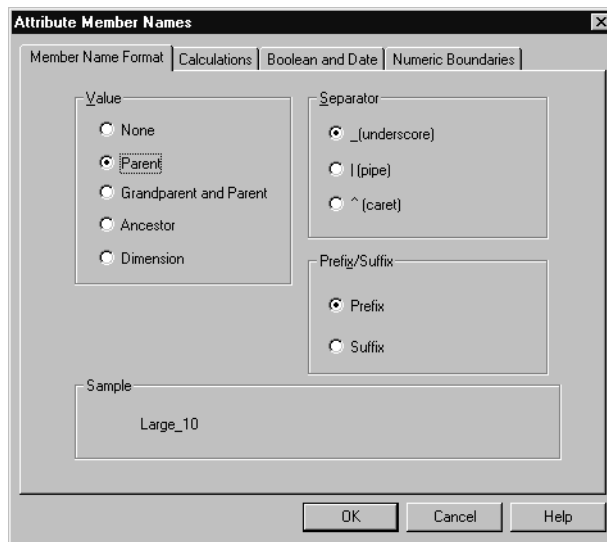 Attribute Member Names
Member Name Format
Calculations
Boolean and Date
Numeric Boundaries
Value
None
Parent
Grandparent and Parent
Ancestor
Dimension
Separator
_(underscore)
| (pipe)
^ (caret)
Prefix/Suffix
Prefix
Suffix
Sample
Large_10
OK
Cancel
Help